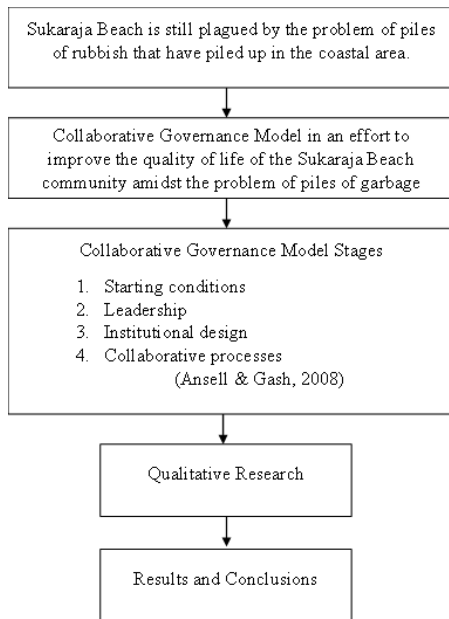 Sukaraja Beach is still plagued by the problem of piles
of rubbish that have piled up in the coastal area.
Collaborative Governance Model in an effort to
improve the quality of life of the Sukaraja Beach
community amidst the problem of piles of garbage
Collaborative Governance Model Stages
1. Starting conditions
2. Leadership
3. Institutional design
4. Collaborative processes
(Ansell & Gash, 2008)
Qualitative Research
Results and Conclusions